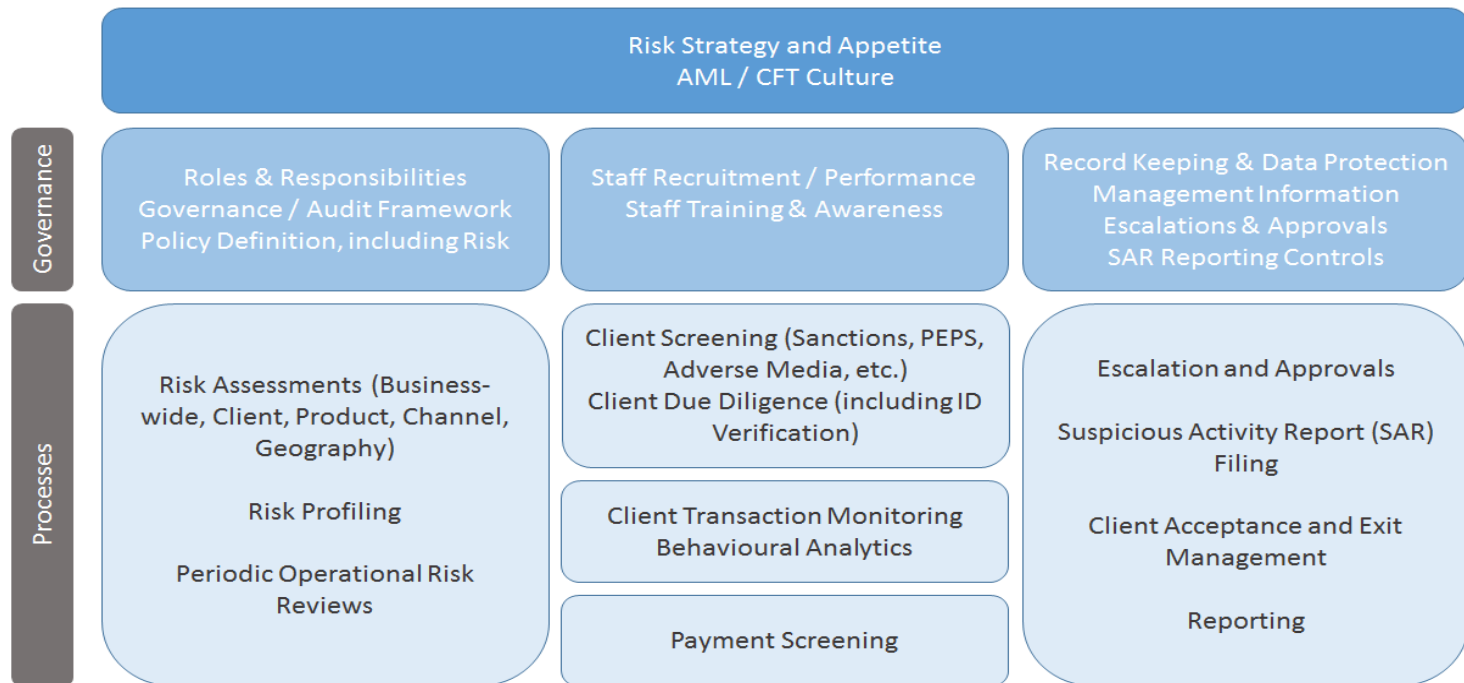 Risk Strategy and Appetite
AML / CFT Culture
Governance
Roles & Responsibilities
Governance / Audit Framework
Policy Definition, including Risk
Staff Recruitment / Performance
Staff Training & Awareness
Record Keeping & Data Protection
Management Information
Escalations & Approvals
SAR Reporting Controls
Processes
Risk Assessments (Business-
wide, Client, Product, Channel,
Geography)
Risk Profiling
Periodic Operational Risk
Reviews
Client Screening (Sanctions, PEPS,
Adverse Media, etc.)
Client Due Diligence (including ID
Verification)
Client Transaction Monitoring
Behavioural Analytics
Payment Screening
Escalation and Approvals
Suspicious Activity Report (SAR)
Filing
Client Acceptance and Exit
Management
Reporting